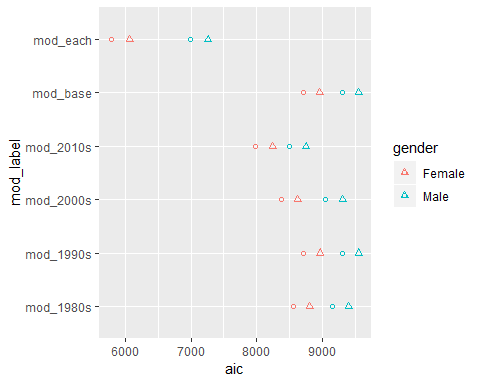 mod_each
mod_base
mod_2010s
mod_2000s
mod_1990s
mod_1980s
mod_label
6000 7000 8000 9000
aic
gender
Female
Male